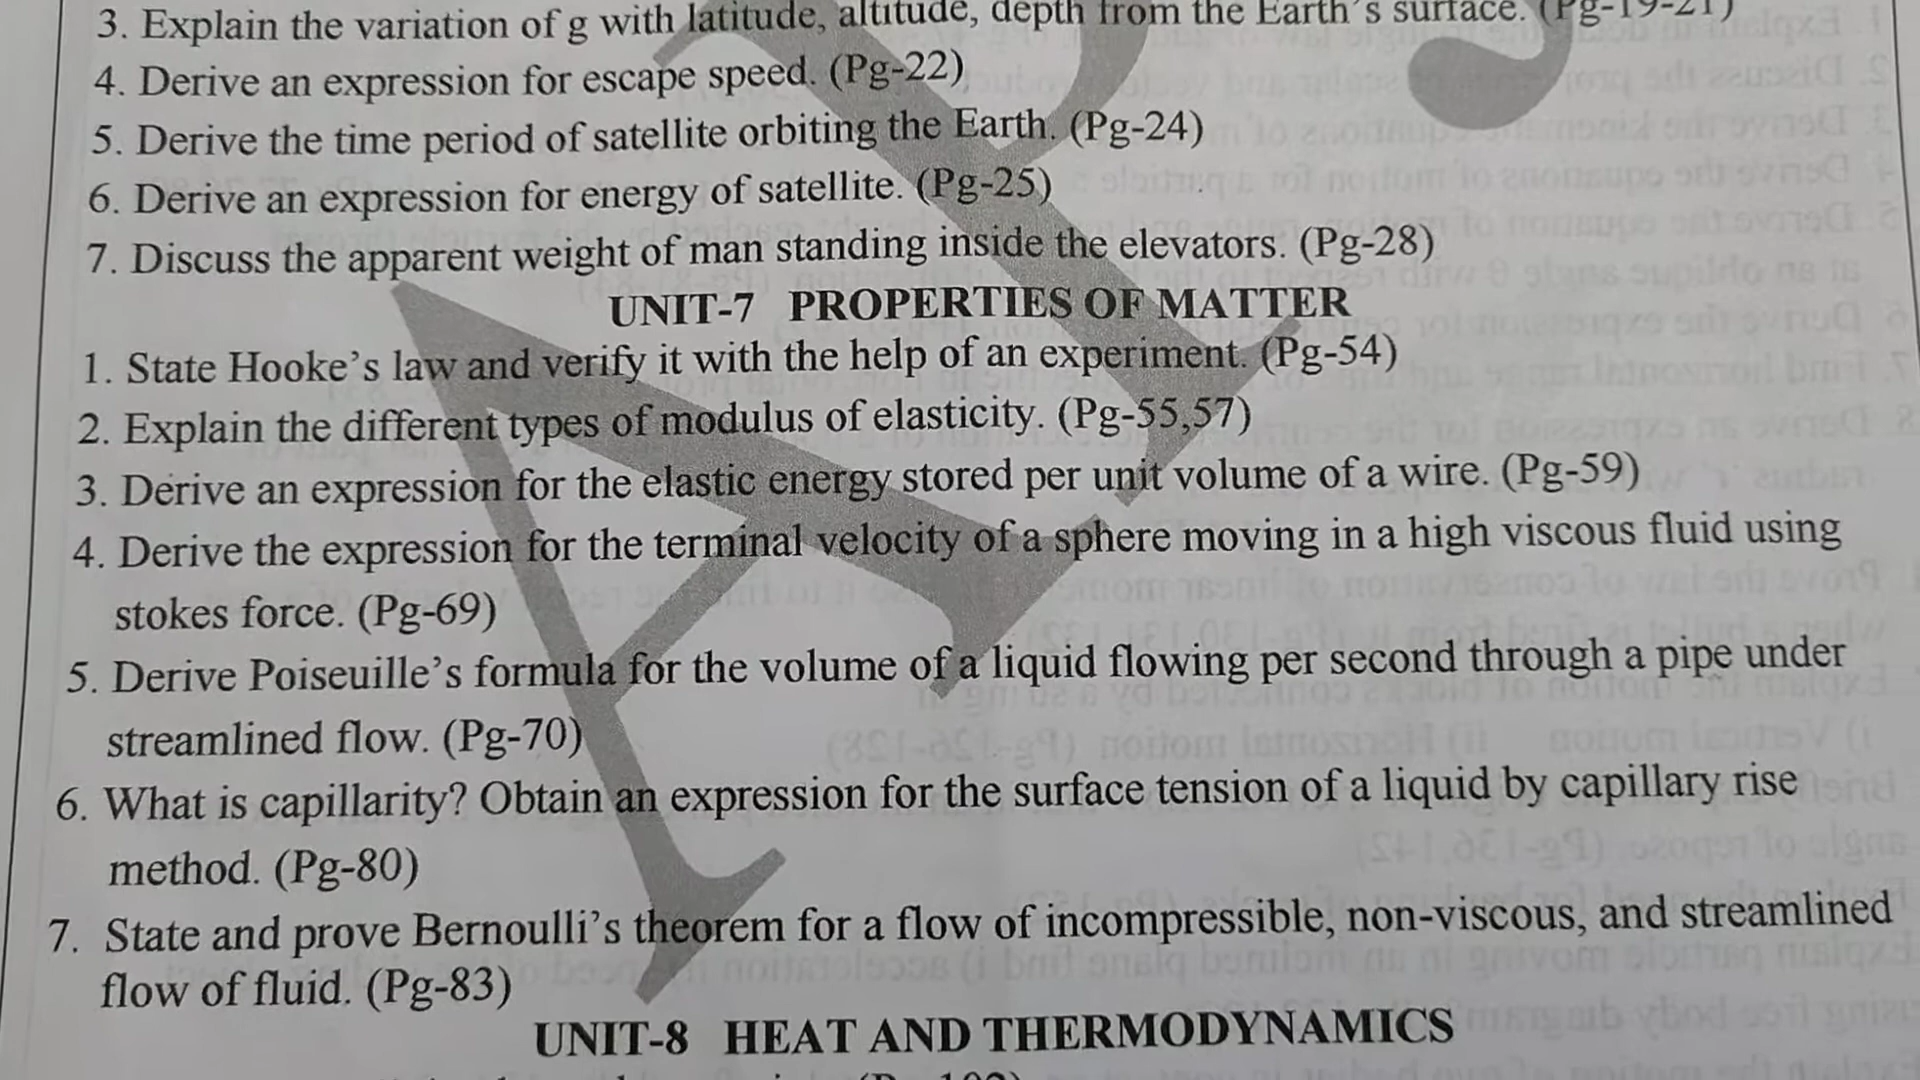 3. Explain the variation of g with latitude, altitude, depth from the Earth's surface. (Pg-19-21)
4. Derive an expression for escape speed. (Pg-22)
5. Derive the time period of satellite orbiting the Earth. (Pg-24)
6. Derive an expression for energy of satellite. (Pg-25)
7. Discuss the apparent weight of man standing inside the elevators. (Pg-28)
UNIT-7 PROPERTIES OF MATTER
1. State Hooke's law and verify it with the help of an experiment. (Pg-54)
2. Explain the different types of modulus of elasticity. (Pg-55,57)
3. Derive an expression for the elastic energy stored per unit volume of a wire. (Pg-59)
4. Derive the expression for the terminal velocity of a sphere moving in a high viscous fluid using
stokes force. (Pg-69)
5. Derive Poiseuille's formula for the volume of a liquid flowing per second through a pipe under
streamlined flow. (Pg-70)
6. What is capillarity? Obtain an expression for the surface tension of a liquid by capillary rise
method. (Pg-80)
7. State and prove Bernoulli's theorem for a flow of incompressible, non-viscous, and streamlined
flow of fluid. (Pg-83)
UNIT-8 HEAT AND THERMODYNAMICS